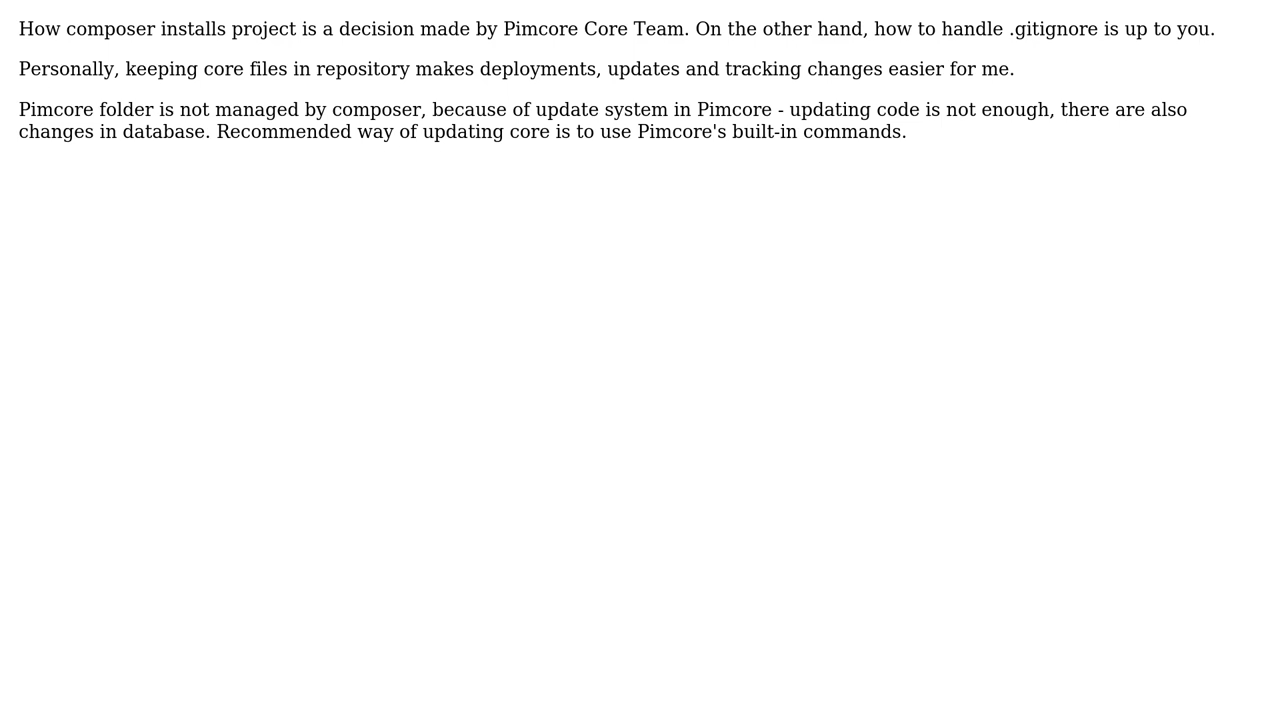 How composer installs project is a decision made by Pimcore Core Team. On the other hand, how to handle .gitignore is up to you.
Personally, keeping core files in repository makes deployments, updates and tracking changes easier for me.
Pimcore folder is not managed by composer, because of update system in Pimcore - updating code is not enough, there are also
changes in database. Recommended way of updating core is to use Pimcore's built-in commands.